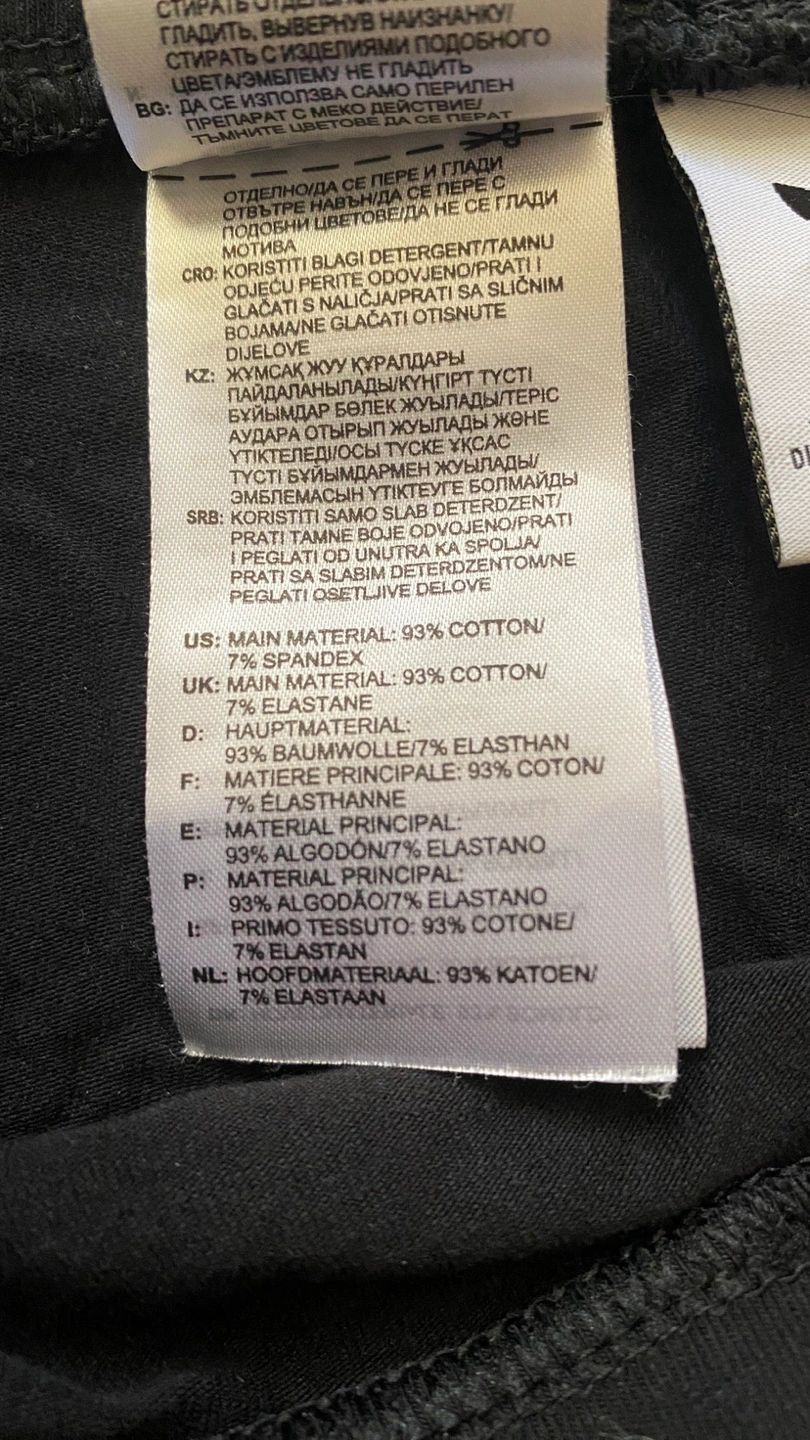 СТИРАТЬ
ГЛАДИТЬ, ВЫВЕРНУВ НАИЗНАНКУ/
СТИРАТЬ С ИЗДЕЛИЯМИ ПОДОБНОГО
ЦВЕТА/ЭМБЛЕМУ НЕ ГЛАДИТЬ
BG: ДА СЕ ИЗПОЛЗВА САМО ПЕРИЛЕН
ПРЕПАРАТ С МЕКО ДЕЙСТВИЕ/
ТЪМНИТЕ ЦВЕТОВЕ ДА СЕ ПЕРАТ
ОТДЕЛНО/ДА СЕ ПЕРЕ И ГЛАДИ
ОТВЪТРЕ НАВЪН/ДА СЕ ПЕРЕ С
ПОДОБНИ ЦВЕТОВЕ/ДА НЕ СЕ ГЛАДИ
МОТИВА
CRO: KORISTITI BLAGI DETERGENT/TAMNU
ODJEĆU PERITE ODOVJENO/PRATI I
GLAČATI S NALIČJA/PRATI SA SLIČNIM
BOJAMA/NE GLAČATI OTISNUTE
DIJELOVE
KZ: ЖҰМСАҚ ЖУУ ҚҰРАЛДАРЫ
ПАЙДАЛАНЫЛАДЫ/КҮҢГІРТ ТҮСТІ
БҰЙЫМДАР БӨЛЕК ЖУЫЛАДЫ/ТЕРІС
АУДАРА ОТЫРЫП ЖУЫЛАДЫ ЖӘНЕ
ҮТІКТЕЛЕДІ/ОСЫ ТҮСКЕ ҰҚСАС
ТҮСТІ БҰЙЫМДАРМЕН ЖУЫЛАДЫ/
ЭМБЛЕМАСЫН ҮТІКТЕУГЕ БОЛМАЙДЫ
SRB: KORISTITI SAMO SLAB DETERDZENT/
PRATI TAMNE BOJE ODVOJENO/PRATI
I PEGLATI OD UNUTRA KA SPOLJA/
PRATI SA SLABIM DETERDZENTOM/NE
PEGLATI OSETLJIVE DELOVE
US: MAIN MATERIAL: 93% COTTON/
7% SPANDEX
UK: MAIN MATERIAL: 93% COTTON/
7% ELASTANE
D: HAUPTMATERIAL:
93% BAUMWOLLE/7% ELASTHAN
F: MATIERE PRINCIPALE: 93% COTON/
7% ÉLASTHANNE
E: MATERIAL PRINCIPAL:
93% ALGODÓN/7% ELASTANO
P: MATERIAL PRINCIPAL:
93% ALGODÃO/7% ELASTANO
I: PRIMO TESSUTO: 93% COTONE/
7% ELASTAN
NL: HOOFDMATERIAAL: 93% KATOEN/
7% ELASTAAN